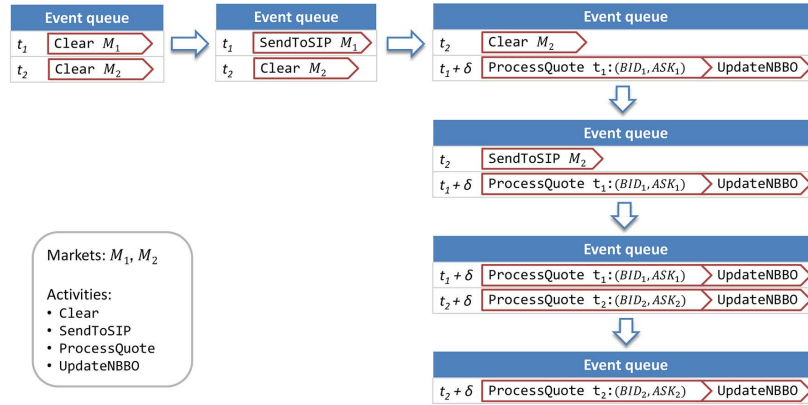 Event queue
t₁ Clear M₁
t₂ Clear M₂
Event queue
t₁ SendToSIP M₁
t₂ Clear M₂
Event queue
t₂ Clear M₂
t₁ + δ ProcessQuote t₁:(BID₁,ASK₁) UpdateNBBO
Event queue
t₂ SendToSIP M₂
t₁ + δ ProcessQuote t₁:(BID₁,ASK₁) UpdateNBBO
Event queue
t₁ + δ ProcessQuote t₁:(BID₁,ASK₁) UpdateNBBO
t₂ + δ ProcessQuote t₁:(BID₂,ASK₂) UpdateNBBO
Event queue
t₂ + δ ProcessQuote t₂:(BID₂,ASK₂) UpdateNBBO
Markets: M₁, M₂
Activities:
• Clear
• SendToSIP
• ProcessQuote
• UpdateNBBO